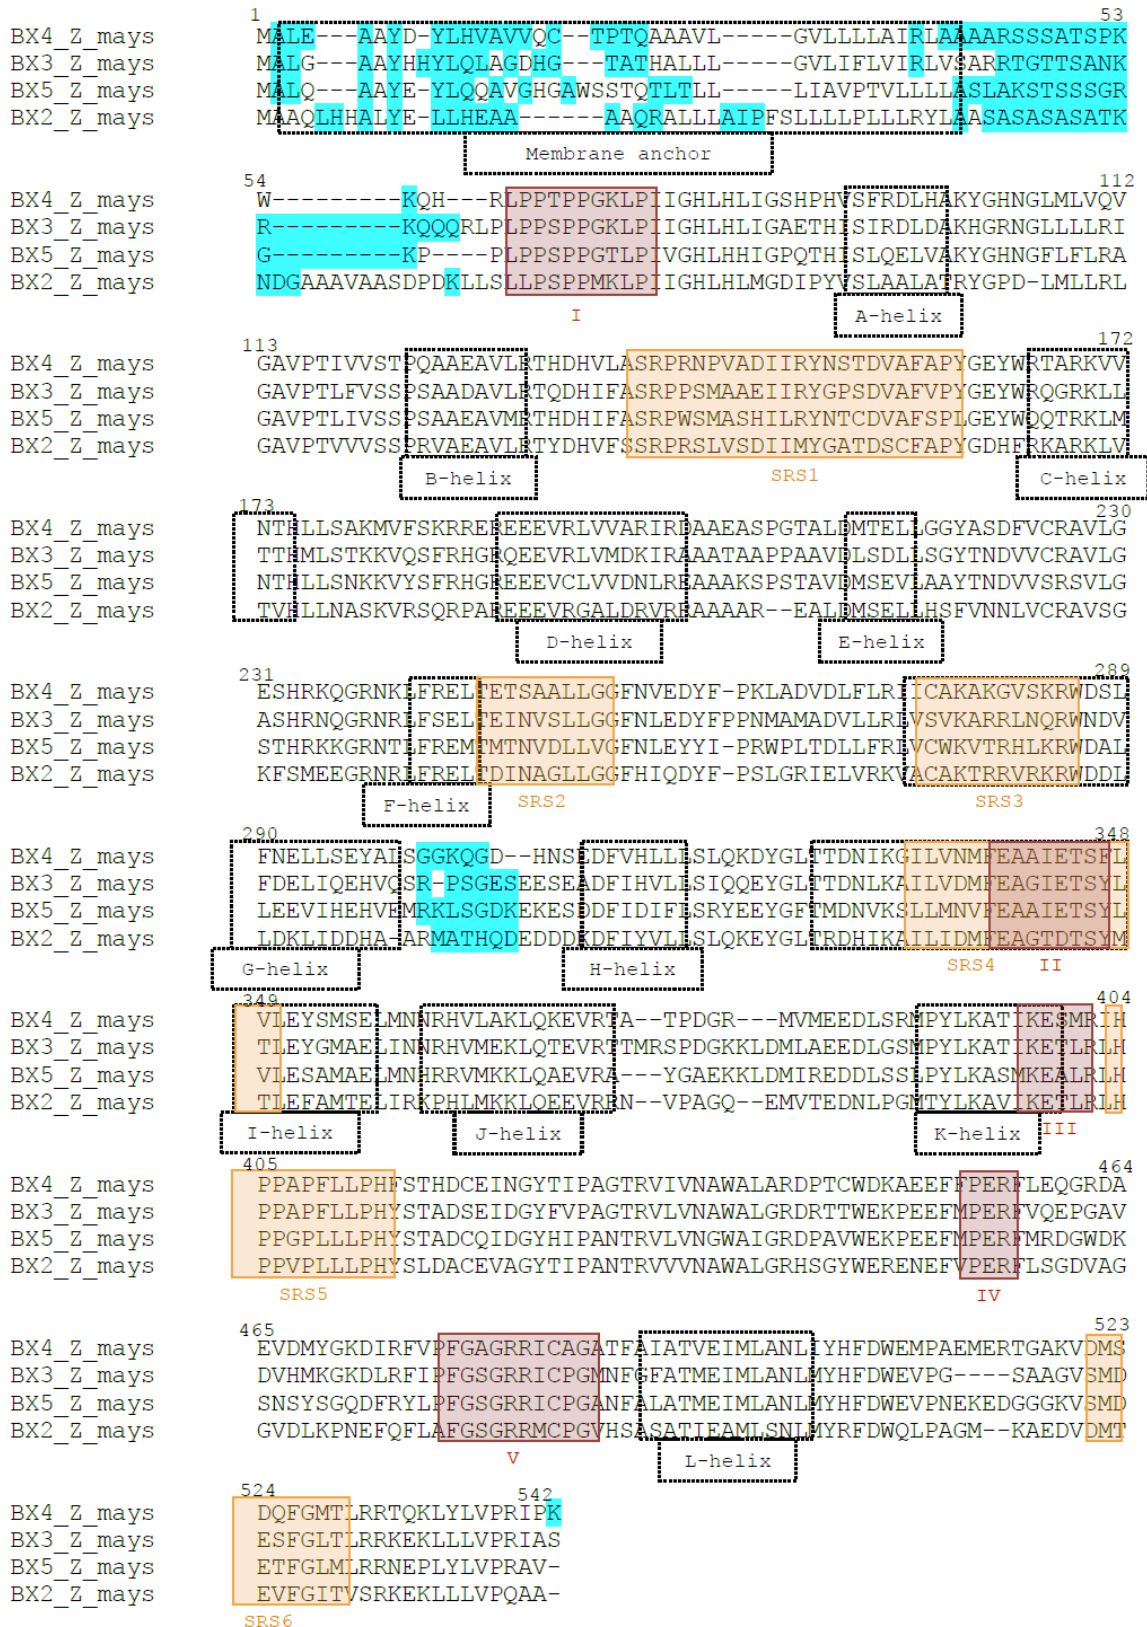 1 53
BX4_Z_mays MALE---AAYD-YLHVAVVQC--TPTQAAAVL-----GVLLLLAIRLAAAARSSSATSPK
BX3_Z_mays MALG---AAYHHYLQLAGDHG---TATHALLL-----GVLIFLVIRLVSARRTGTTSANK
BX5_Z_mays MALQ---AAYE-YLQQAVGHGAWSSTQTLTLL-----LIAVPTVLLLLASLAKSTSSSGR
BX2_Z_mays MAAQLHHALYE-LLHEAA------AAQRALLLAIPFSLLLLPLLLRYLAASASASASATK
Membrane anchor
54 112
BX4_Z_mays W---------KQH---RLPPTPPGKLPIIGHLHLIGSHPHVSFRDLHAKYGHNGLMLVQV
BX3_Z_mays R---------KQQQRLPLPPSPPGKLPIIGHLHLIGAETHISIRDLDAKHGRNGLLLLRI
BX5_Z_mays G---------KP----PLPPSPPGTLPIVGHLHHIGPQTHISLQELVAKYGHNGFLFLRA
BX2_Z_mays NDGAAAVAASDPDKLLSLLPSPPMKLPIIGHLHLMGDIPYVSLAALATRYGPD-LMLLRL
I A-helix
113 172
BX4_Z_mays GAVPTIVVSTPQAAEAVLRTHDHVLASRPRNPVADIIRYNSTDVAFAPYGEYWRTARKVV
BX3_Z_mays GAVPTLFVSSPSAADAVLRTQDHIFASRPPSMAAEIIRYGPSDVAFVPYGEYWRQGRKLL
BX5_Z_mays GAVPTLIVSSPSAAEAVMRTHDHIFASRPWSMASHILRYNTCDVAFSPLGEYWQQTRKLM
BX2_Z_mays GAVPTVVVSSPRVAEAVLRTYDHVFSSRPRSLVSDIIMYGATDSCFAPYGDHFRKARKLV
B-helix SRS1 C-helix
173 230
BX4_Z_mays NTHLLSAKMVFSKRREREEEVRLVVARIRDAAEASPGTALDMTELLGGYASDFVCRAVLG
BX3_Z_mays TTHMLSTKKVQSFRHGRQEEVRLVMDKIRAAATAAPPAAVDLSDLLSGYTNDVVCRAVLG
BX5_Z_mays NTHLLSNKKVYSFRHGREEEVCLVVDNLREAAAKSPSTAVDMSEVLAAYTNDVVSRSVLG
BX2_Z_mays TVHLLNASKVRSQRPAREEEVRGALDRVRRAAAAR--EALDMSELLHSFVNNLVCRAVSG
D-helix E-helix
231 289
BX4_Z_mays ESHRKQGRNKLFRELTETSAALLGGFNVEDYF-PKLADVDLFLRIICAKAKGVSKRWDSL
BX3_Z_mays ASHRNQGRNRLFSELTEINVSLLGGFNLEDYFPPNMAMADVLLRLVSVKARRLNQRWNDV
BX5_Z_mays STHRKKGRNTLFREMTMTNVDLLVGFNLEYYI-PRWPLTDLLFRLVCWKVTRHLKRWDAL
BX2_Z_mays KFSMEEGRNRLFRELTDINAGLLGGFHIQDYF-PSLGRIELVRKVACAKTRRVRKRWDDL
F-helix SRS2 SRS3
290 348
BX4_Z_mays FNELLSEYALSGGKQGD--HNSEDFVHLLLSLQKDYGLTTDNIKGILVNMFEAAIETSFL
BX3_Z_mays FDELIQEHVQSR-PSGESEESEADFIHVLLSIQQEYGLTTDNLKAILVDMFEAGIETSYL
BX5_Z_mays LEEVIHEHVEMRKLSGDKEKESDDFIDIFLSRYEEYGFTMDNVKSLLMNVFEAAIETSYL
BX2_Z_mays LDKLIDDHA-ARMATHQDEDDDKDFIYVLLSLQKEYGLTRDHIKAILIDMFEAGTDTSYM
G-helix H-helix SRS4 II
349 404
BX4_Z_mays VLEYSMSELMNNRHVLAKLQKEVRTA--TPDGR---MVMEEDLSRMPYLKATIKESMRIH
BX3_Z_mays TLEYGMAELINNRHVMEKLQTEVRTTMRSPDGKKLDMLAEEDLGSMPYLKATIKETLRLH
BX5_Z_mays VLESAMAELMNHRRVMKKLQAEVRA---YGAEKKLDMIREEDLSSLPYLKASMKEALRLH
BX2_Z_mays TLEFAMTELIRKPHLMKKLQEEVRRN--VPAGQ--EMVTEDNLPGMTYLKAVIKETLRLH
I-helix J-helix K-helix III
405 464
BX4_Z_mays PPAPFLLPHFSTHDCEINGYTIPAGTRVIVNAWALARDPTCWDKAEEFFPERFLEQGRDA
BX3_Z_mays PPAPFLLPHYSTADSEIDGYFVPAGTRVLVNAWALGRDRTTWEKPEEFMPERFVQEPGAV
BX5_Z_mays PPGPLLLPHYSTADCQIDGYHIPANTRVLVNGWAIGRDPAVWEKPEEFMPERFMRDGWDK
BX2_Z_mays PPVPLLLPHYSLDACEVAGYTIPANTRVVVNAWALGRHSGYWERENEFVPERFLSGDVAG
SRS5 IV
465 523
BX4_Z_mays EVDMYGKDIRFVPFGAGRRICAGATFAIATVEIMLANLIYHFDWEMPAEMERTGAKVDMS
BX3_Z_mays DVHMKGKDLRFIPFGSGRRICPGMNFGFATMEIMLANLMYHFDWEVPG----SAAGVSMD
BX5_Z_mays SNSYSGQDFRYLPFGSGRRICPGANFALATMEIMLANLMYHFDWEVPNEKEDGGGKVSMD
BX2_Z_mays GVDLKPNEFQFLAFGSGRRMCPGVHSASATIEAMLSNLMYRFDWQLPAGM--KAEDVDMT
V L-helix
524 542
BX4_Z_mays DQFGMTLRRTQKLYLVPRIPK
BX3_Z_mays ESFGLTLRRKEKLLLVPRIAS
BX5_Z_mays ETFGLMLRRNEPLYLVPRAV-
BX2_Z_mays EVFGITVSRKEKLLLVPQAA-
SRS6